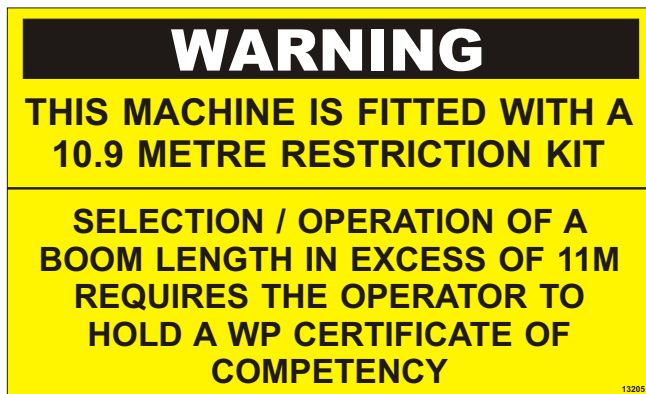 WARNING
THIS MACHINE IS FITTED WITH A
10.9 METRE RESTRICTION KIT
SELECTION / OPERATION OF A
BOOM LENGTH IN EXCESS OF 11M
REQUIRES THE OPERATOR TO
HOLD A WP CERTIFICATE OF
COMPETENCY
13205